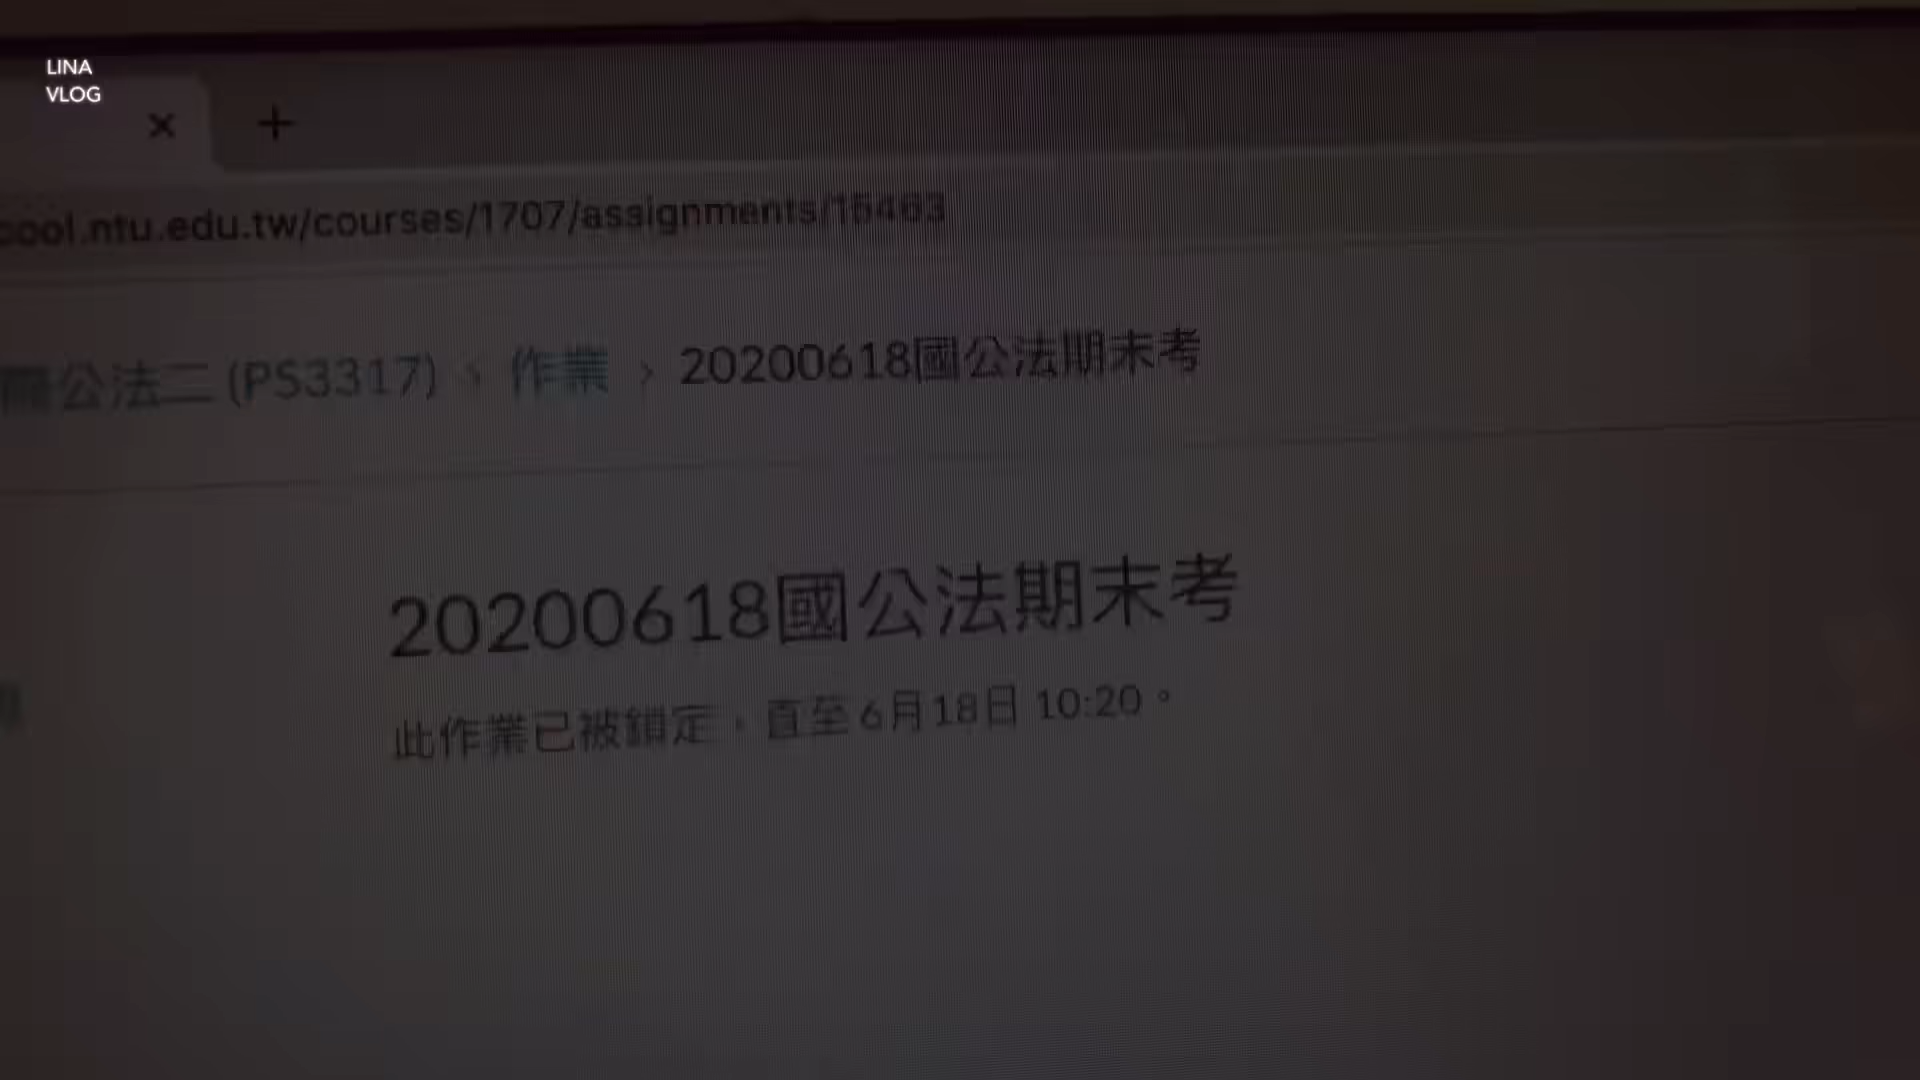 LINA
VLOG
cool.ntu.edu.tw/courses/1707/assignments/15463
公法二 (PS3317) › 作業 › 20200618國公法期末考
20200618國公法期末考
此作業已被鎖定，直至 6月18日 10:20。